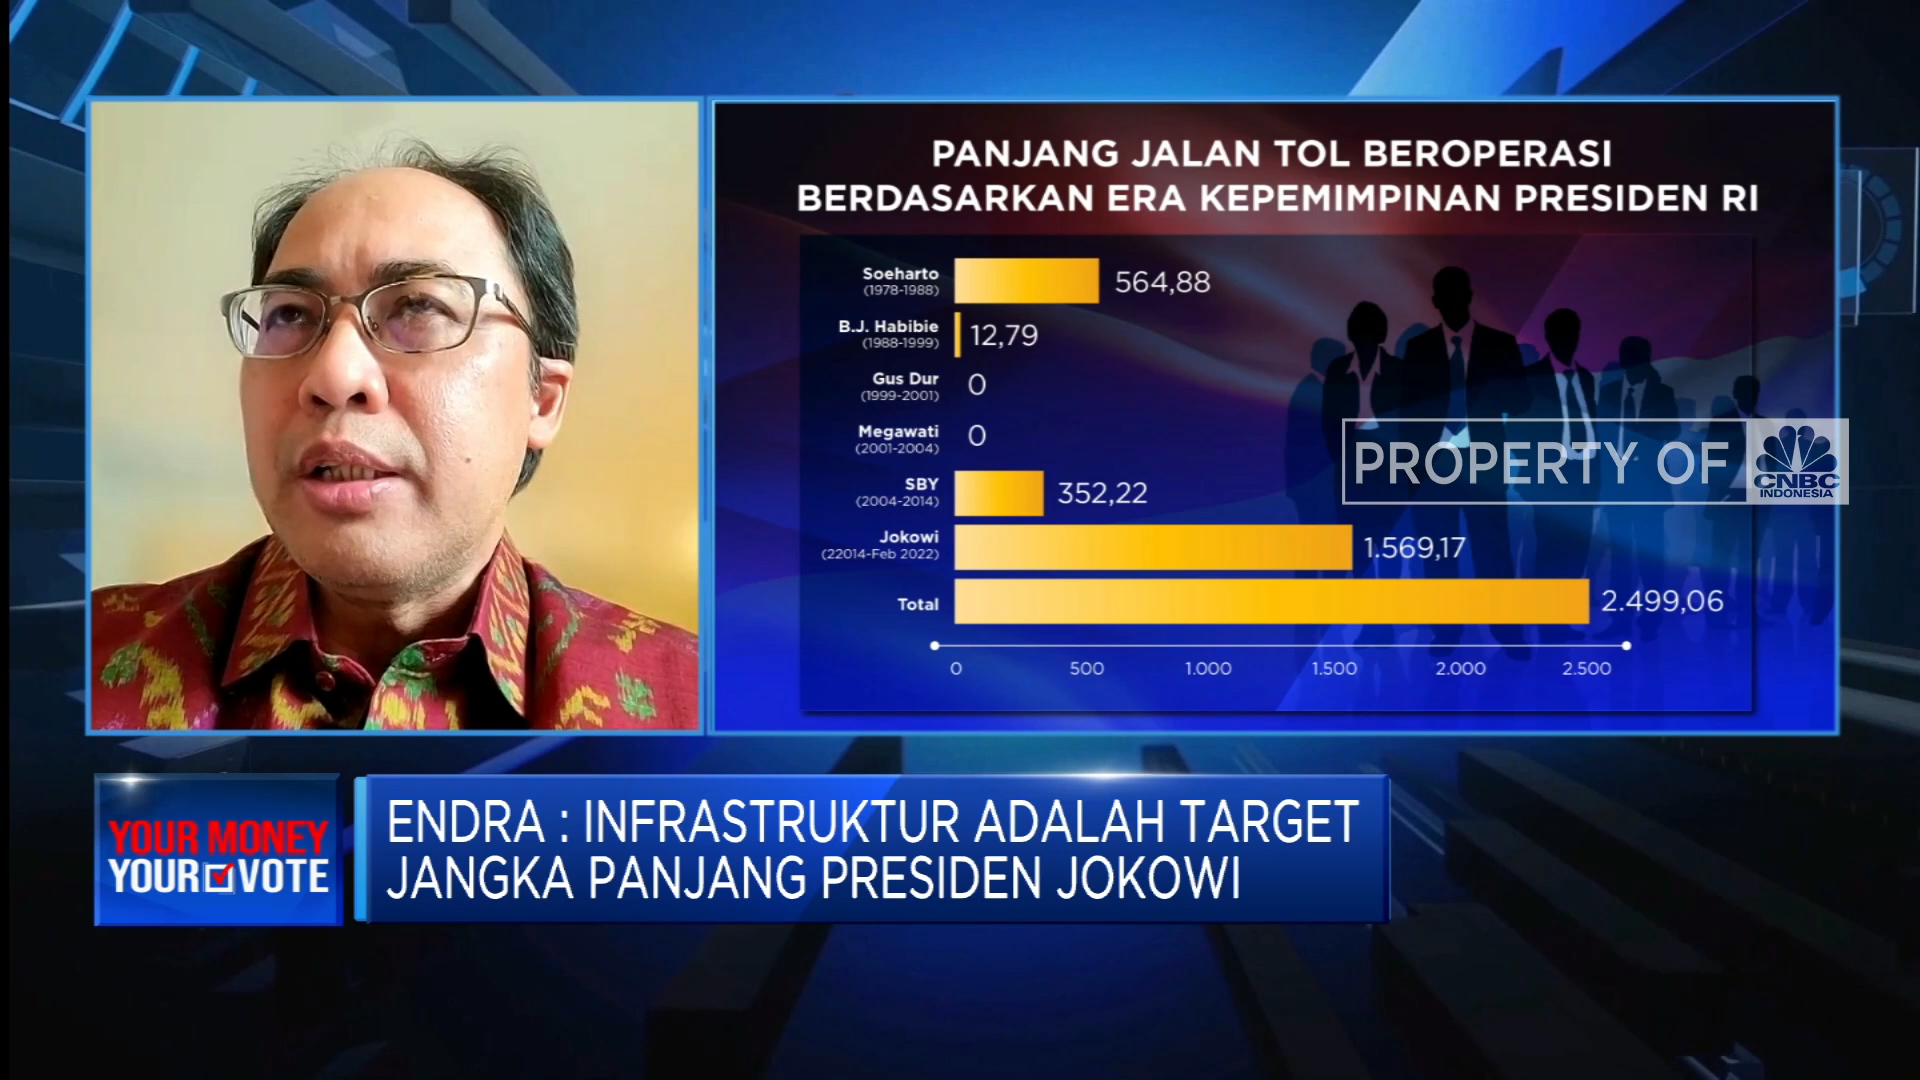 PANJANG JALAN TOL BEROPERASI
BERDASARKAN ERA KEPEMIMPINAN PRESIDEN RI
Soeharto
(1978-1988)
564,88
B.J. Habibie
(1988-1999)
12,79
Gus Dur
(1999-2001)
0
Megawati
(2001-2004)
0
SBY
(2004-2014)
352,22
Jokowi
(22014-Feb 2022)
1.569,17
Total
2.499,06
0 500 1.000 1.500 2.000 2.500
PROPERTY OF
CNBC
INDONESIA
YOUR MONEY
YOUR VOTE
ENDRA : INFRASTRUKTUR ADALAH TARGET
JANGKA PANJANG PRESIDEN JOKOWI